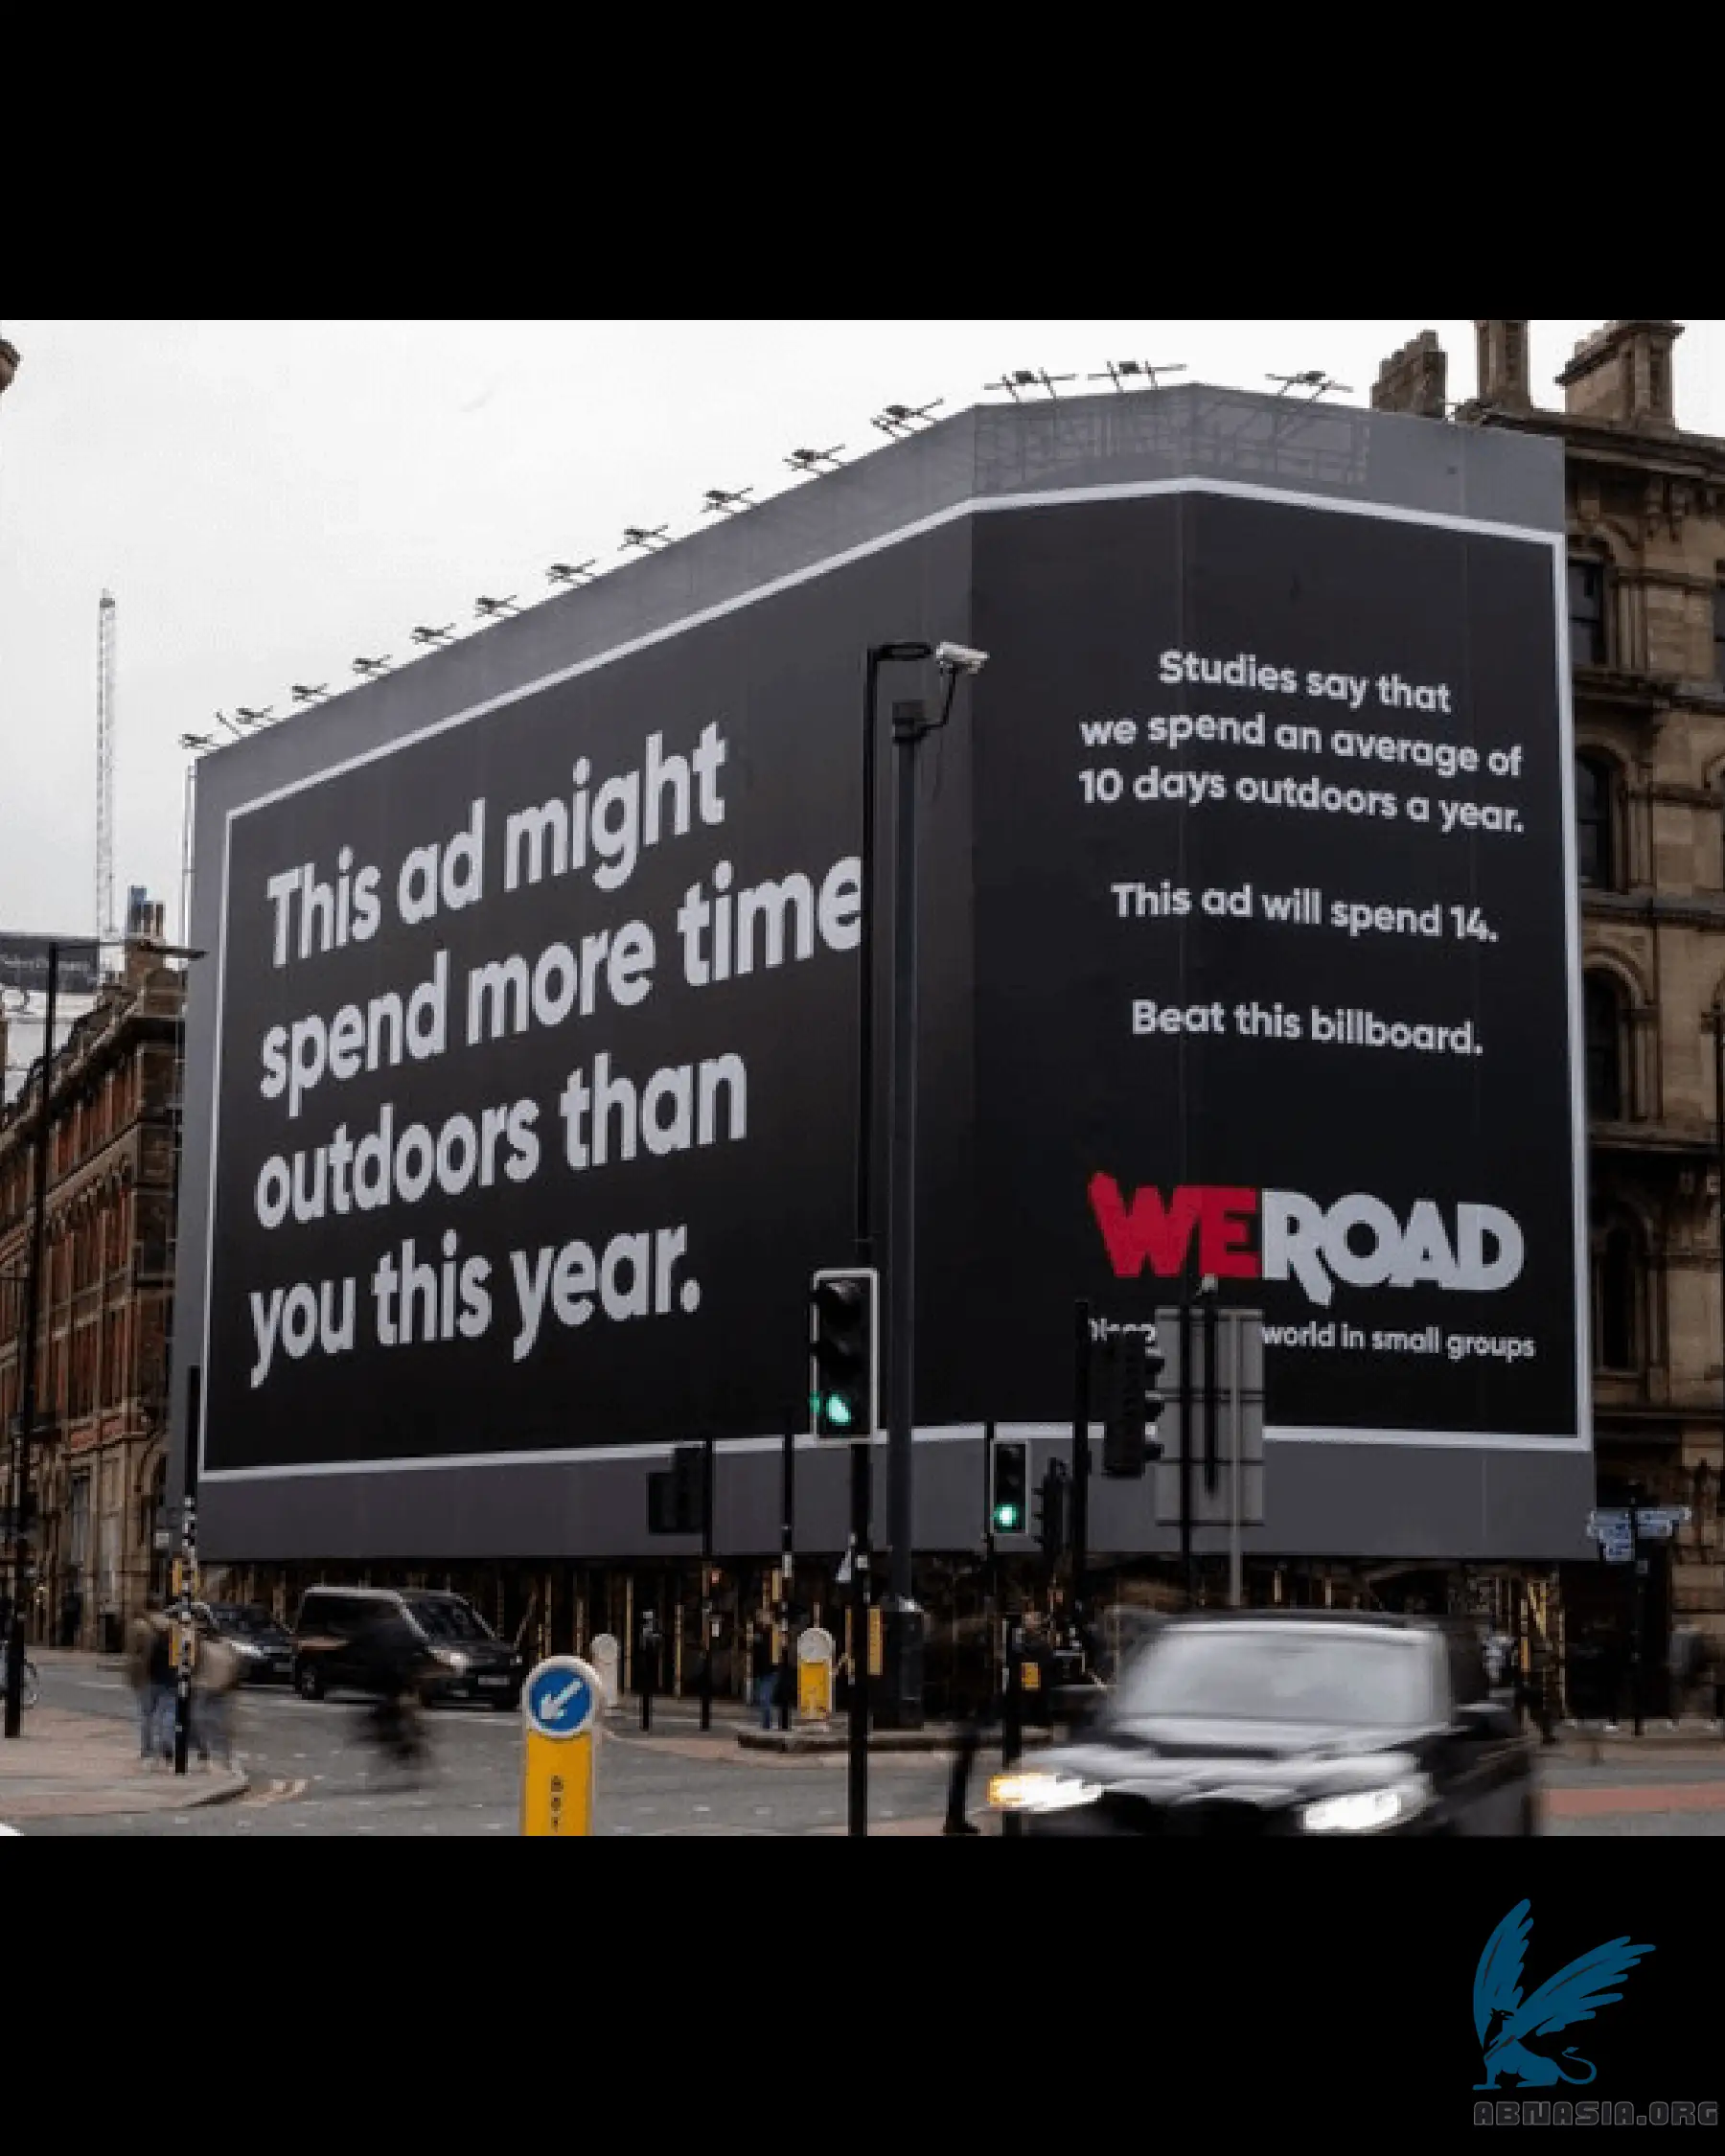 This ad might
spend more time
outdoors than
you this year.
Studies say that
we spend an average of
10 days outdoors a year.
This ad will spend 14.
Beat this billboard.
WEROAD
world in small groups
ABNASIA.ORG